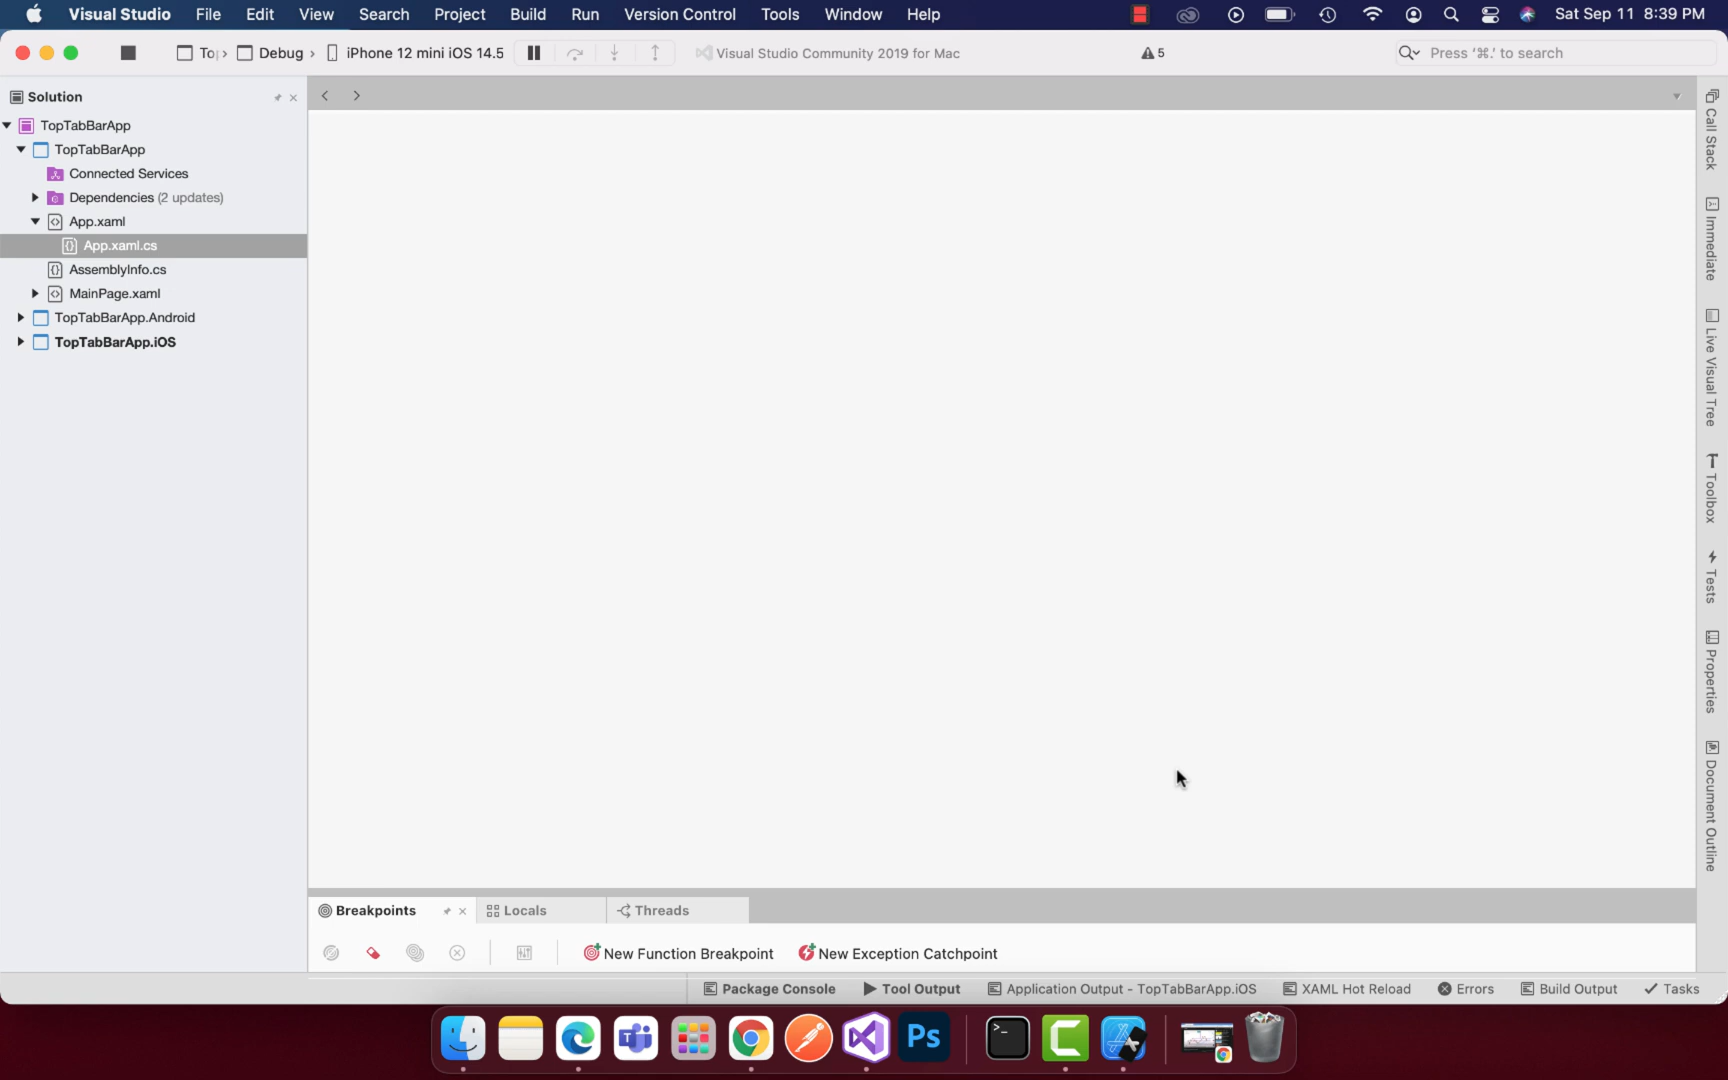 Visual Studio File Edit View Search Project Build Run Version Control Tools Window Help Sat Sep 11 8:39 PM
To › Debug › iPhone 12 mini iOS 14.5 Visual Studio Community 2019 for Mac 5 Press ‘⌘.’ to search
Solution
TopTabBarApp
TopTabBarApp
Connected Services
Dependencies (2 updates)
App.xaml
App.xaml.cs
AssemblyInfo.cs
MainPage.xaml
TopTabBarApp.Android
TopTabBarApp.iOS
Call Stack
Immediate
Live Visual Tree
Toolbox
Tests
Properties
Document Outline
Breakpoints Locals Threads
New Function Breakpoint New Exception Catchpoint
Package Console Tool Output Application Output - TopTabBarApp.iOS XAML Hot Reload Errors Build Output Tasks
Ps